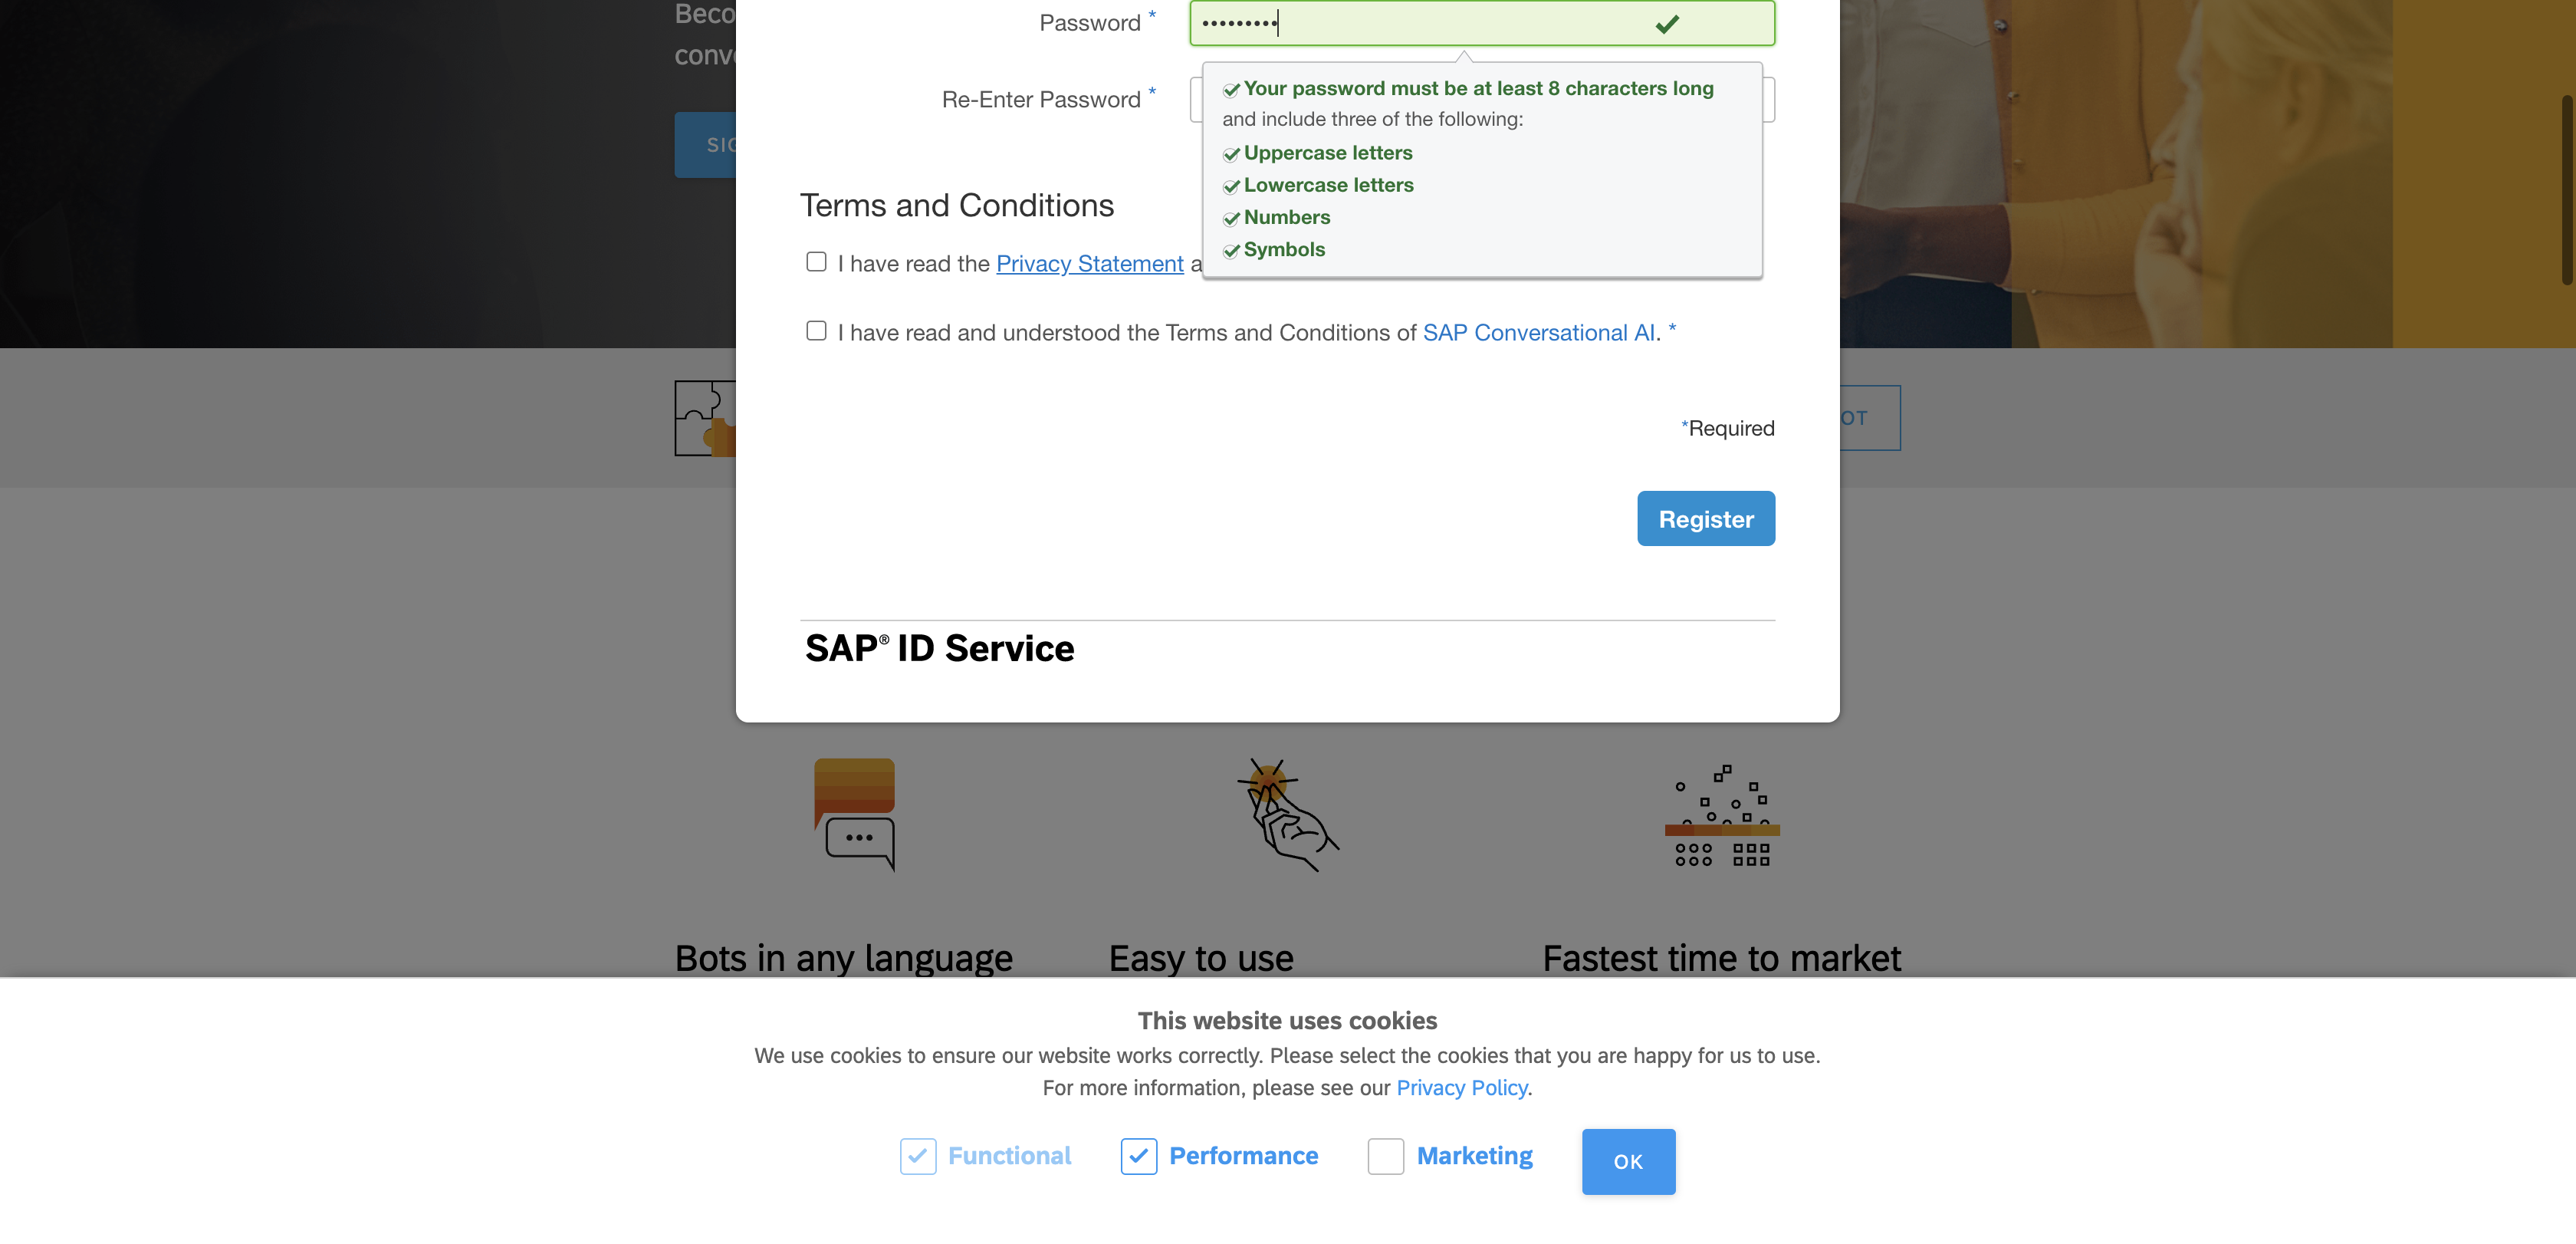 Password *
Your password must be at least 8 characters long
and include three of the following:
Uppercase letters
Lowercase letters
Numbers
Symbols
Re-Enter Password *
Terms and Conditions
I have read the Privacy Statement
I have read and understood the Terms and Conditions of SAP Conversational AI. *
*Required
Register
SAP® ID Service
Bots in any language
Easy to use
Fastest time to market
This website uses cookies
We use cookies to ensure our website works correctly. Please select the cookies that you are happy for us to use.
For more information, please see our Privacy Policy.
Functional
Performance
Marketing
OK